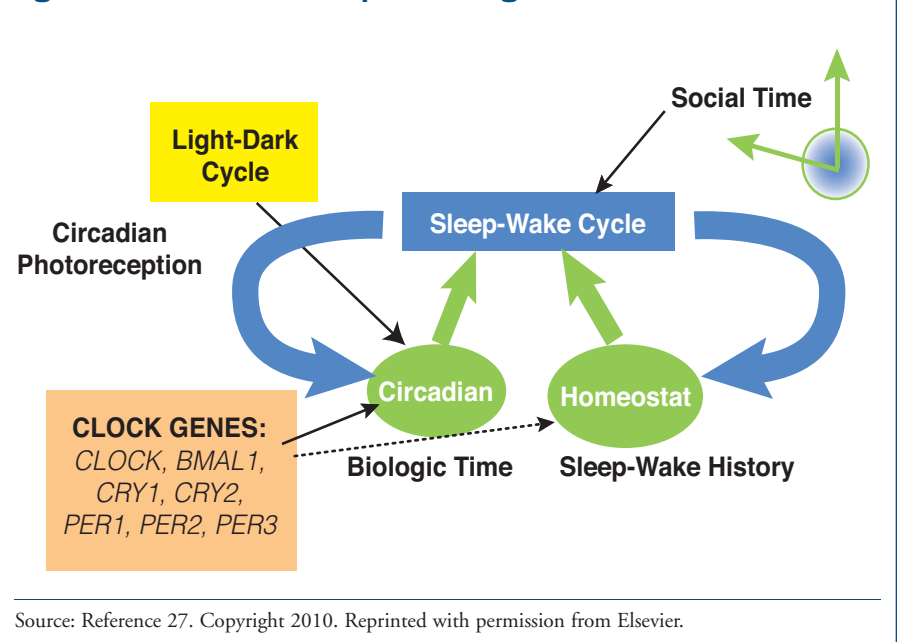 Social Time
Light-Dark
Cycle
Sleep-Wake Cycle
Circadian
Photoreception
Circadian
Homeostat
CLOCK GENES:
CLOCK, BMAL1,
CRY1, CRY2,
PER1, PER2, PER3
Biologic Time
Sleep-Wake History
Source: Reference 27. Copyright 2010. Reprinted with permission from Elsevier.